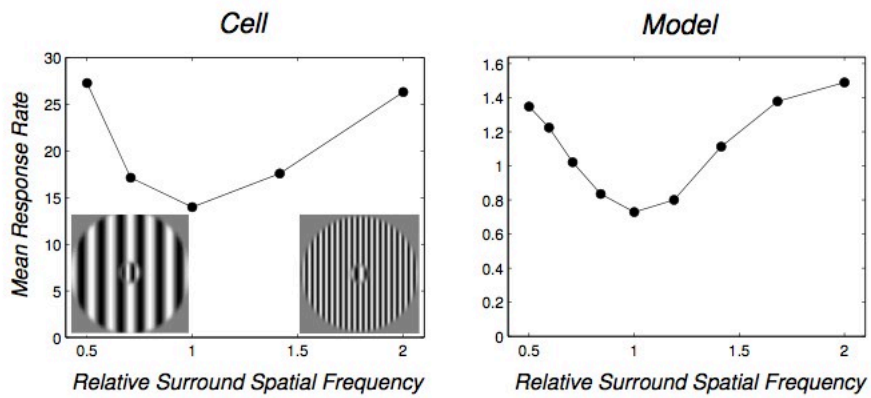 Cell
30
25
20
15
10
5
0
0.5 1 1.5 2
Mean Response Rate
Relative Surround Spatial Frequency
Model
1.6
1.4
1.2
1
0.8
0.6
0.4
0.2
0
0.5 1 1.5 2
Relative Surround Spatial Frequency